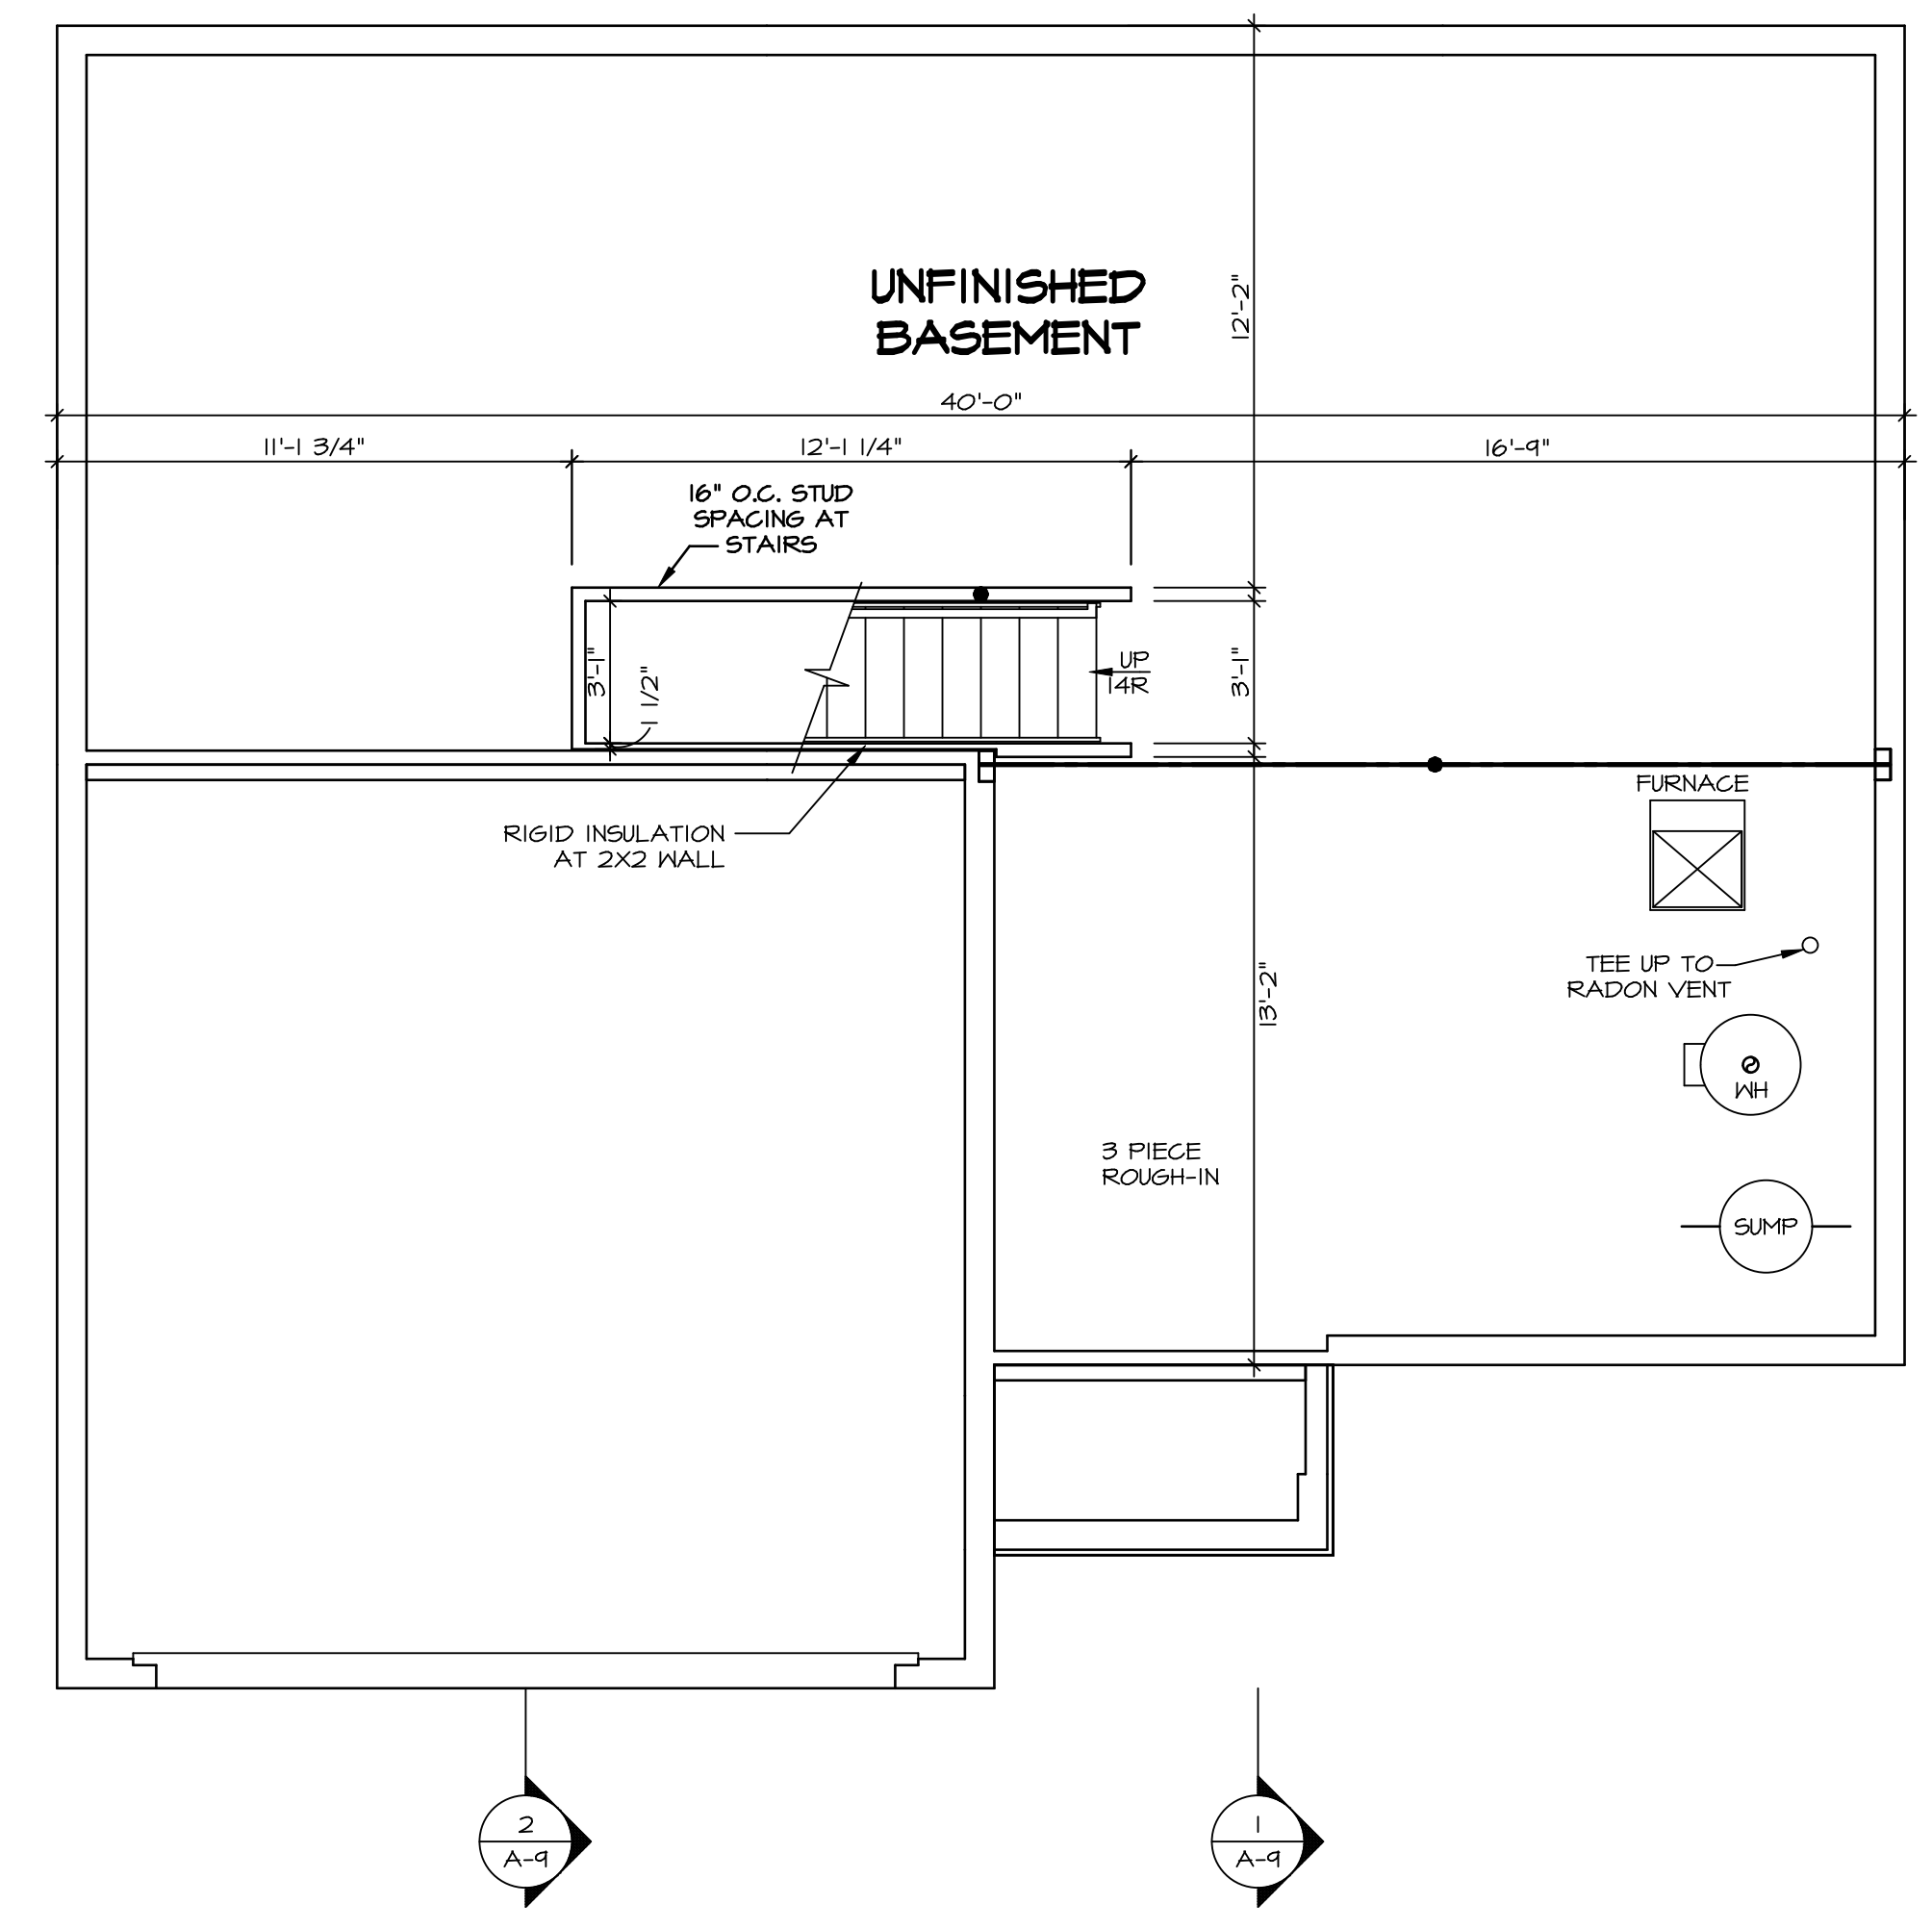 UNFINISHED
BASEMENT
12'-2"
40'-0"
11'-1 3/4"
12'-1 1/4"
16'-9"
16" O.C. STUD
SPACING AT
STAIRS
3'-1"
1 1/2"
UP
14R
3'-1"
FURNACE
RIGID INSULATION
AT 2X2 WALL
TEE UP TO
RADON VENT
13'-2"
WH
3 PIECE
ROUGH-IN
SUMP
2
A-9
1
A-9